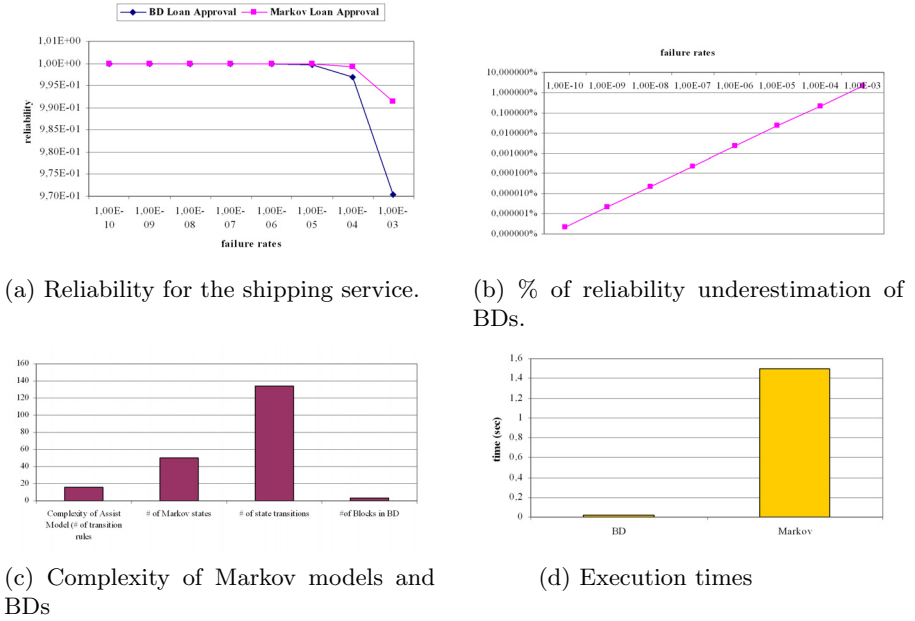 BD Loan Approval Markov Loan Approval
1,01E+00
1,00E+00
9,95E-01
9,90E-01
9,85E-01
9,80E-01
9,75E-01
9,70E-01
reliability
1,00E-10 1,00E-09 1,00E-08 1,00E-07 1,00E-06 1,00E-05 1,00E-04 1,00E-03
failure rates
(a) Reliability for the shipping service.
failure rates
1,00E-10 1,00E-09 1,00E-08 1,00E-07 1,00E-06 1,00E-05 1,00E-04 1,00E-03
10,000000%
1,000000%
0,100000%
0,010000%
0,001000%
0,000100%
0,000010%
0,000001%
0,000000%
(b) % of reliability underestimation of
BDs.
160
140
120
100
80
60
40
20
0
Complexity of Assist
Model (# of transition
rules
# of Markov states
# of state transitions
#of Blocks in BD
(c) Complexity of Markov models and
BDs
1.6
1,4
1,2
1
0,8
0,6
0,4
0,2
0
time (sec)
BD Markov
(d) Execution times